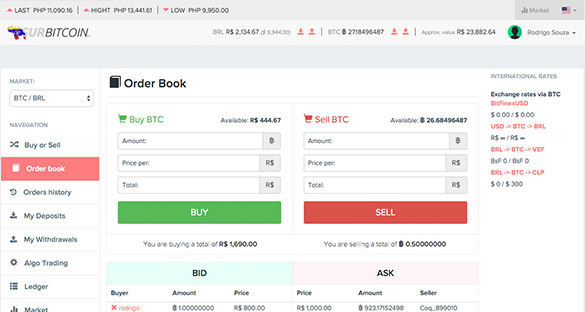 LAST PHP 11,090.16 | HIGHT PHP 13,441.61 | LOW PHP 9,950.00
Market
SURBITCOIN
BRL R$ 2,134.67 ($ 5,944.00)
BTC ฿ 27.18496487
Approx. value R$ 23,882.64
Rodrigo Souza
MARKET:
BTC / BRL
NAVIGATION
Buy or Sell
Order book
Orders history
My Deposits
My Withdrawals
Algo Trading
Ledger
Market
Order Book
Buy BTC
Available: R$ 444.67
Amount: ฿
Price per: R$
Total: R$
BUY
You are buying a total of R$ 1,690.00
Sell BTC
Available: ฿ 26.68496487
Amount: ฿
Price per: R$
Total: R$
SELL
You are selling a total of ฿ 0.50000000
BID
ASK
Buyer Amount Price Price Amount Seller
rodrigo ฿ 1.00000000 R$ 800.00 R$ 1,000.00 ฿ 923.17152498 Coq_899010
INTERNATIONAL RATES
Exchange rates via BTC
BitFinexUSD
$ 0.00 / $ 0.00
USD -> BTC -> BRL
R$ ∞ / R$ ∞
BRL -> BTC -> VEF
BsF 0 / BsF 0
BRL -> BTC -> CLP
$ 0 / $ 300